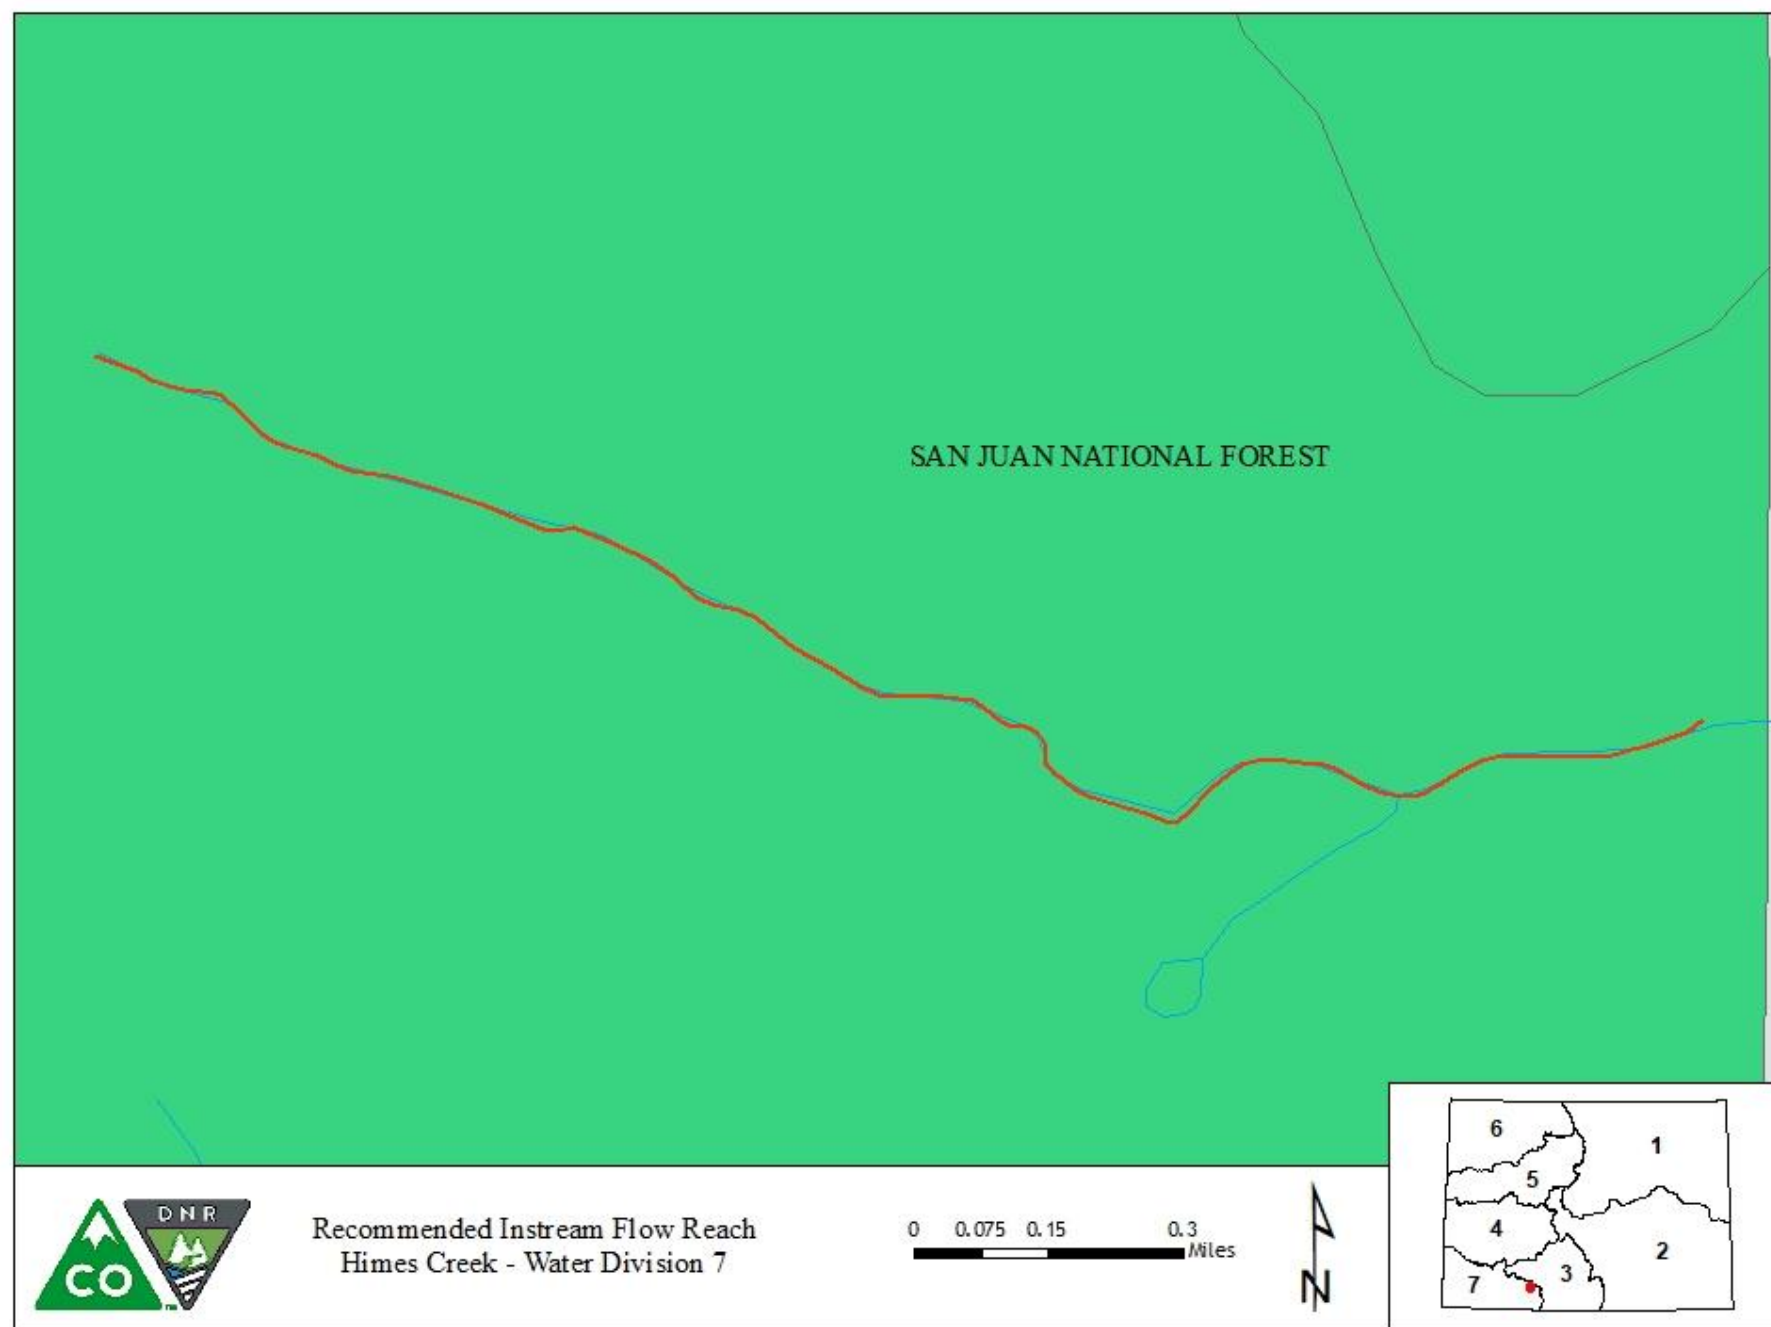 SAN JUAN NATIONAL FOREST
DNR
CO
Recommended Instream Flow Reach
Himes Creek - Water Division 7
0 0.075 0.15 0.3
Miles
N
6
1
5
4
2
3
7